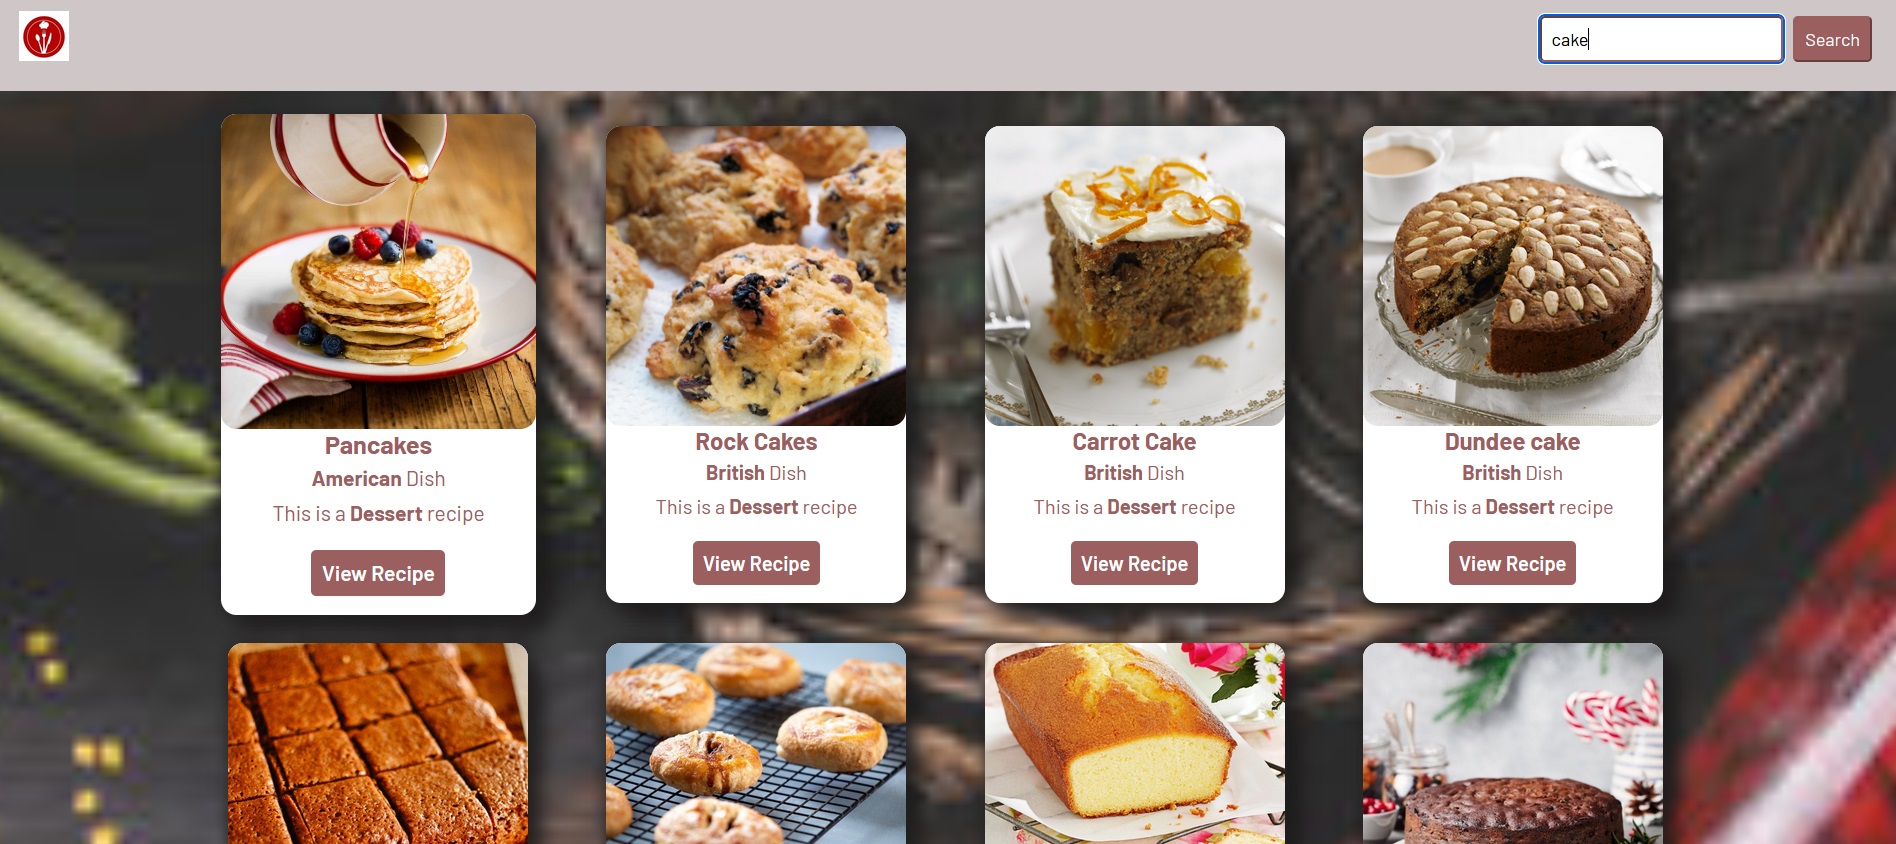 cake
Search
Pancakes
American Dish
This is a Dessert recipe
View Recipe
Rock Cakes
British Dish
This is a Dessert recipe
View Recipe
Carrot Cake
British Dish
This is a Dessert recipe
View Recipe
Dundee cake
British Dish
This is a Dessert recipe
View Recipe